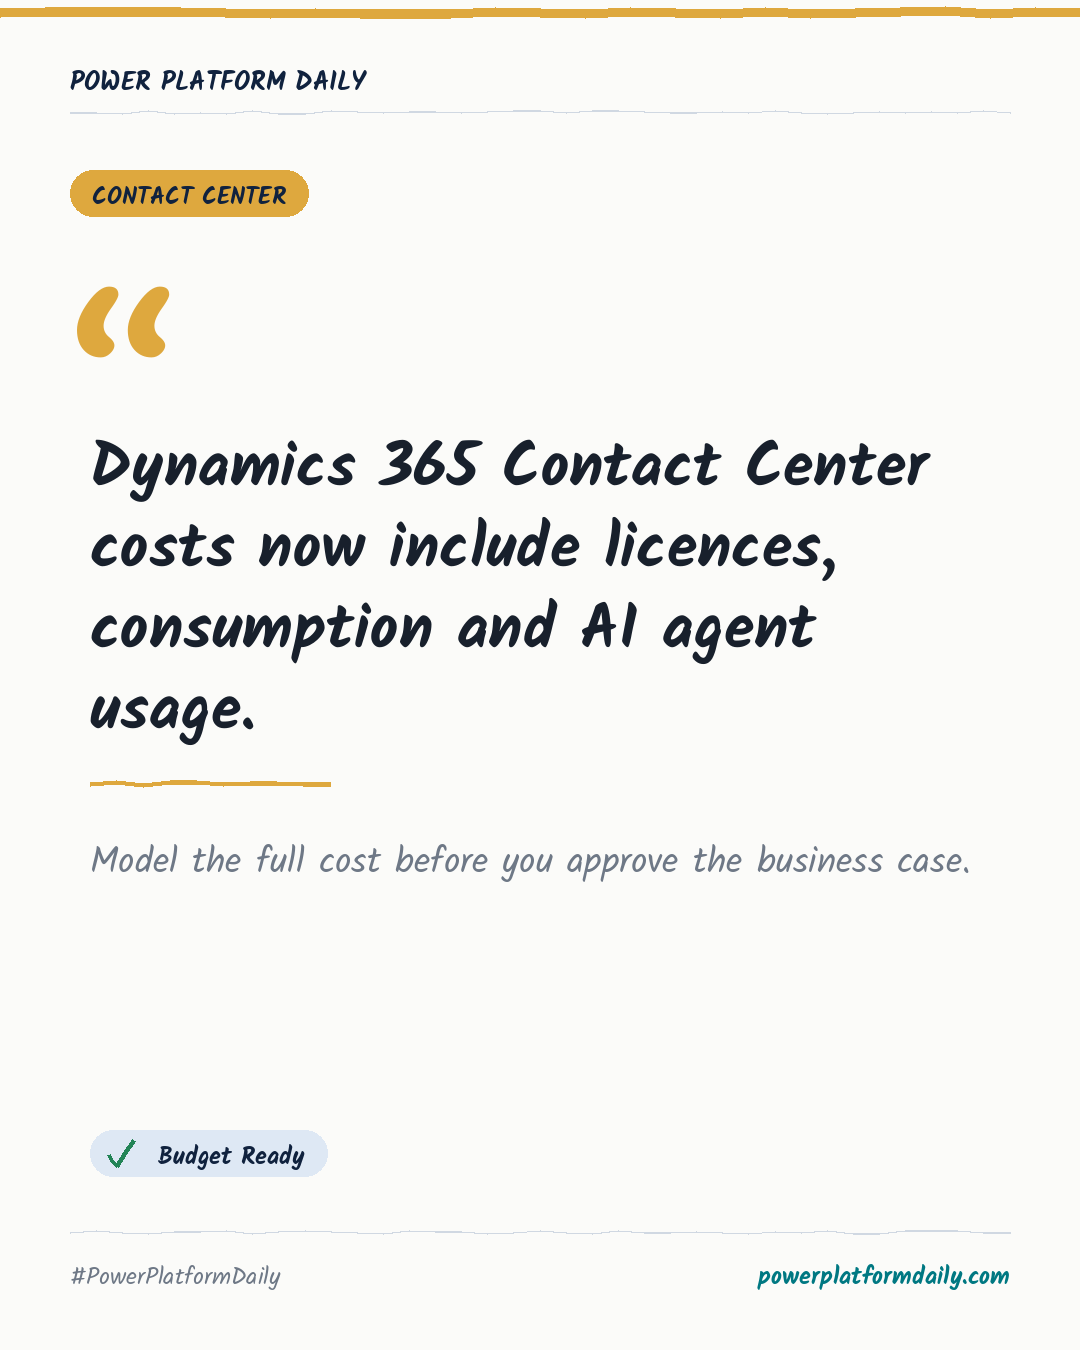 POWER PLATFORM DAILY
CONTACT CENTER
“
Dynamics 365 Contact Center
costs now include licences,
consumption and AI agent
usage.
Model the full cost before you approve the business case.
✓ Budget Ready
#PowerPlatformDaily
powerplatformdaily.com